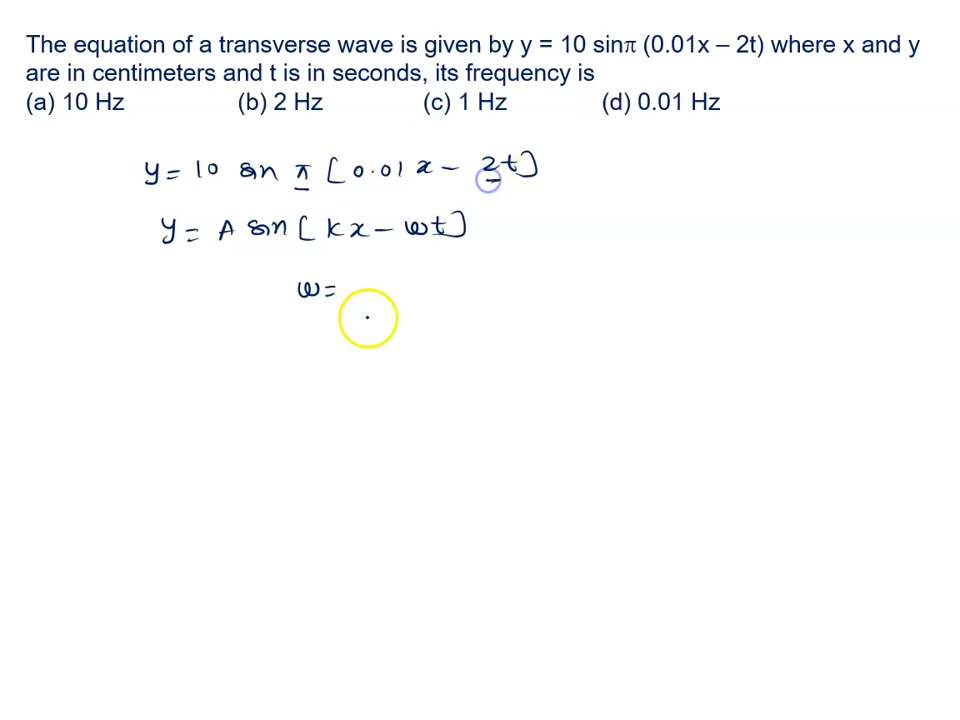 The equation of a transverse wave is given by y = 10 sinπ (0.01x – 2t) where x and y
are in centimeters and t is in seconds, its frequency is
(a) 10 Hz (b) 2 Hz (c) 1 Hz (d) 0.01 Hz
y = 10 sin π [0.01 x – 2t]
y = A sin [kx – ωt]
ω =